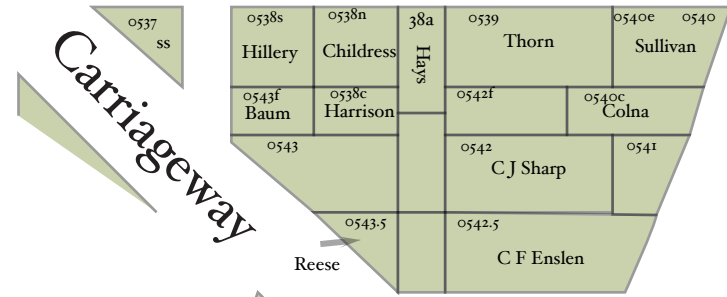 0537
ss
Carriageway
0538s
Hillery
0538n
Childress
38a
Hays
0539
Thorn
0540e
0540
Sullivan
0543f
Baum
0538c
Harrison
0542f
0540c
Colna
0543
0542
C J Sharp
0541
0543.5
Reese
0542.5
C F Enslen